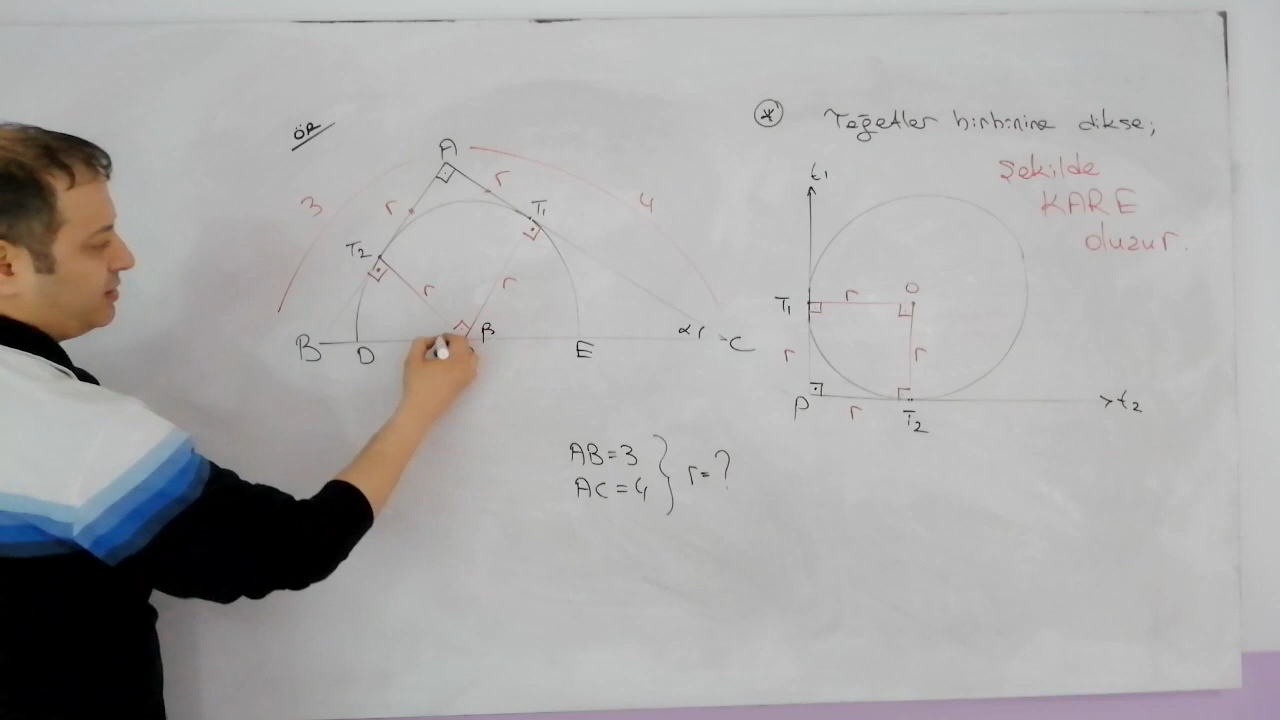 ÖR
A
r
r
3
4
T₁
T₂
r
r
β
α
B
D
E
C
AB=3
AC=4
r=?
* Teğetler birbirine dikse;
Şekilde
KARE
oluşur.
t₁
T₁
r
O
r
r
P
r
T₂
t₂